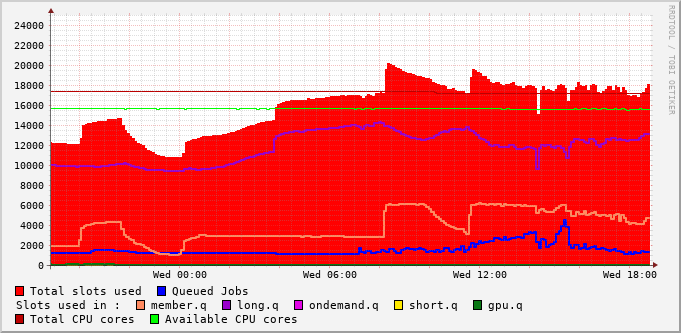 24000
22000
20000
18000
16000
14000
12000
10000
8000
6000
4000
2000
0
Wed 00:00 Wed 06:00 Wed 12:00 Wed 18:00
RRDTOOL / TOBI OETIKER
Total slots used Queued Jobs
Slots used in : member.q long.q ondemand.q short.q gpu.q
Total CPU cores Available CPU cores